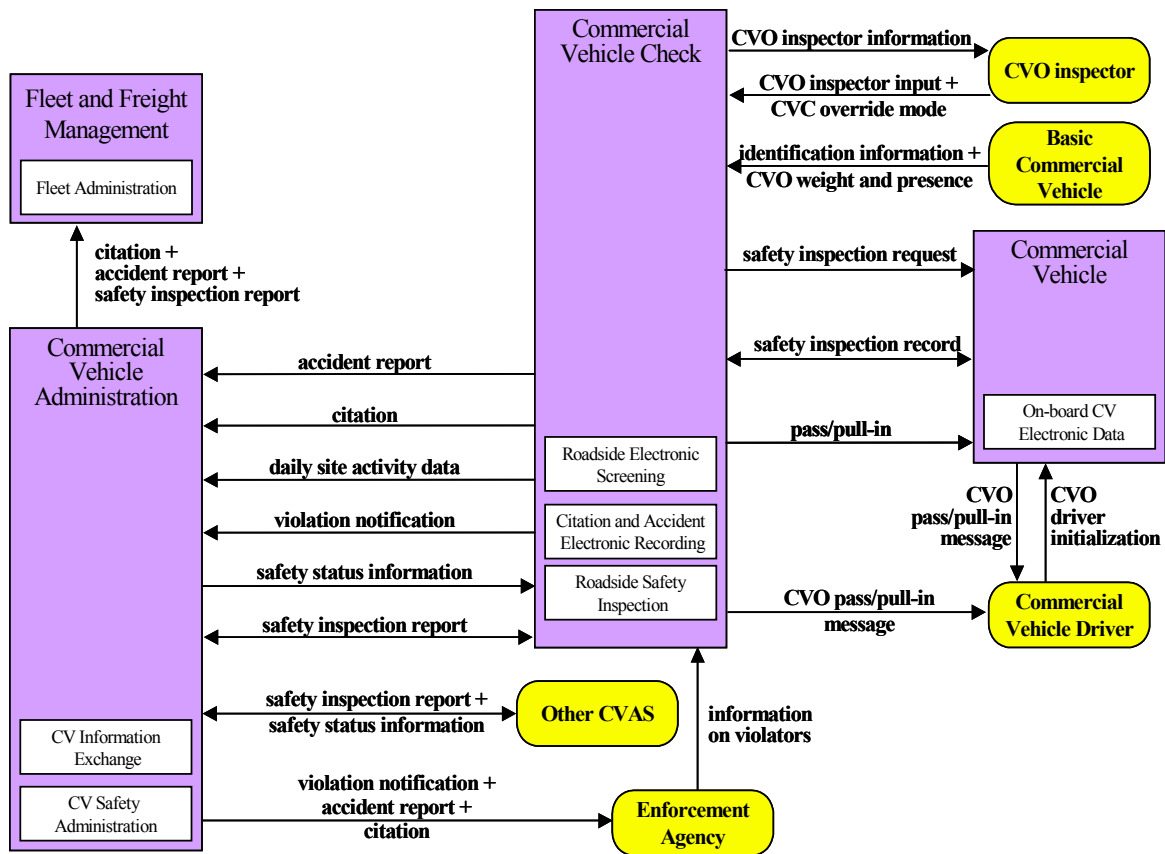 Commercial
Vehicle Check
CVO inspector information
CVO inspector
CVO inspector input +
CVC override mode
Fleet and Freight
Management
Fleet Administration
identification information +
CVO weight and presence
Basic
Commercial
Vehicle
citation +
accident report +
safety inspection report
safety inspection request
Commercial
Vehicle
safety inspection record
On-board CV
Electronic Data
pass/pull-in
Commercial
Vehicle
Administration
accident report
citation
daily site activity data
violation notification
safety status information
safety inspection report
Roadside Electronic
Screening
Citation and Accident
Electronic Recording
Roadside Safety
Inspection
CVO
pass/pull-in
message
CVO
driver
initialization
CVO pass/pull-in
message
Commercial
Vehicle Driver
safety inspection report +
safety status information
Other CVAS
information
on violators
CV Information
Exchange
CV Safety
Administration
violation notification +
accident report +
citation
Enforcement
Agency